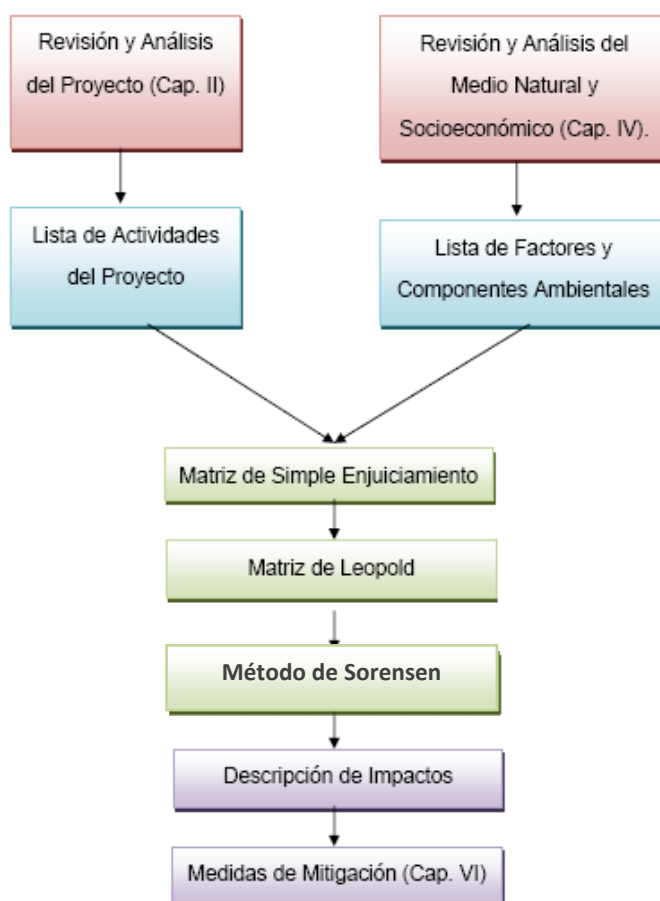 Revisión y Análisis
del Proyecto (Cap. II)
Revisión y Análisis del
Medio Natural y
Socioeconómico (Cap. IV).
Lista de Actividades
del Proyecto
Lista de Factores y
Componentes Ambientales
Matriz de Simple Enjuiciamiento
Matriz de Leopold
Método de Sorensen
Descripción de Impactos
Medidas de Mitigación (Cap. VI)